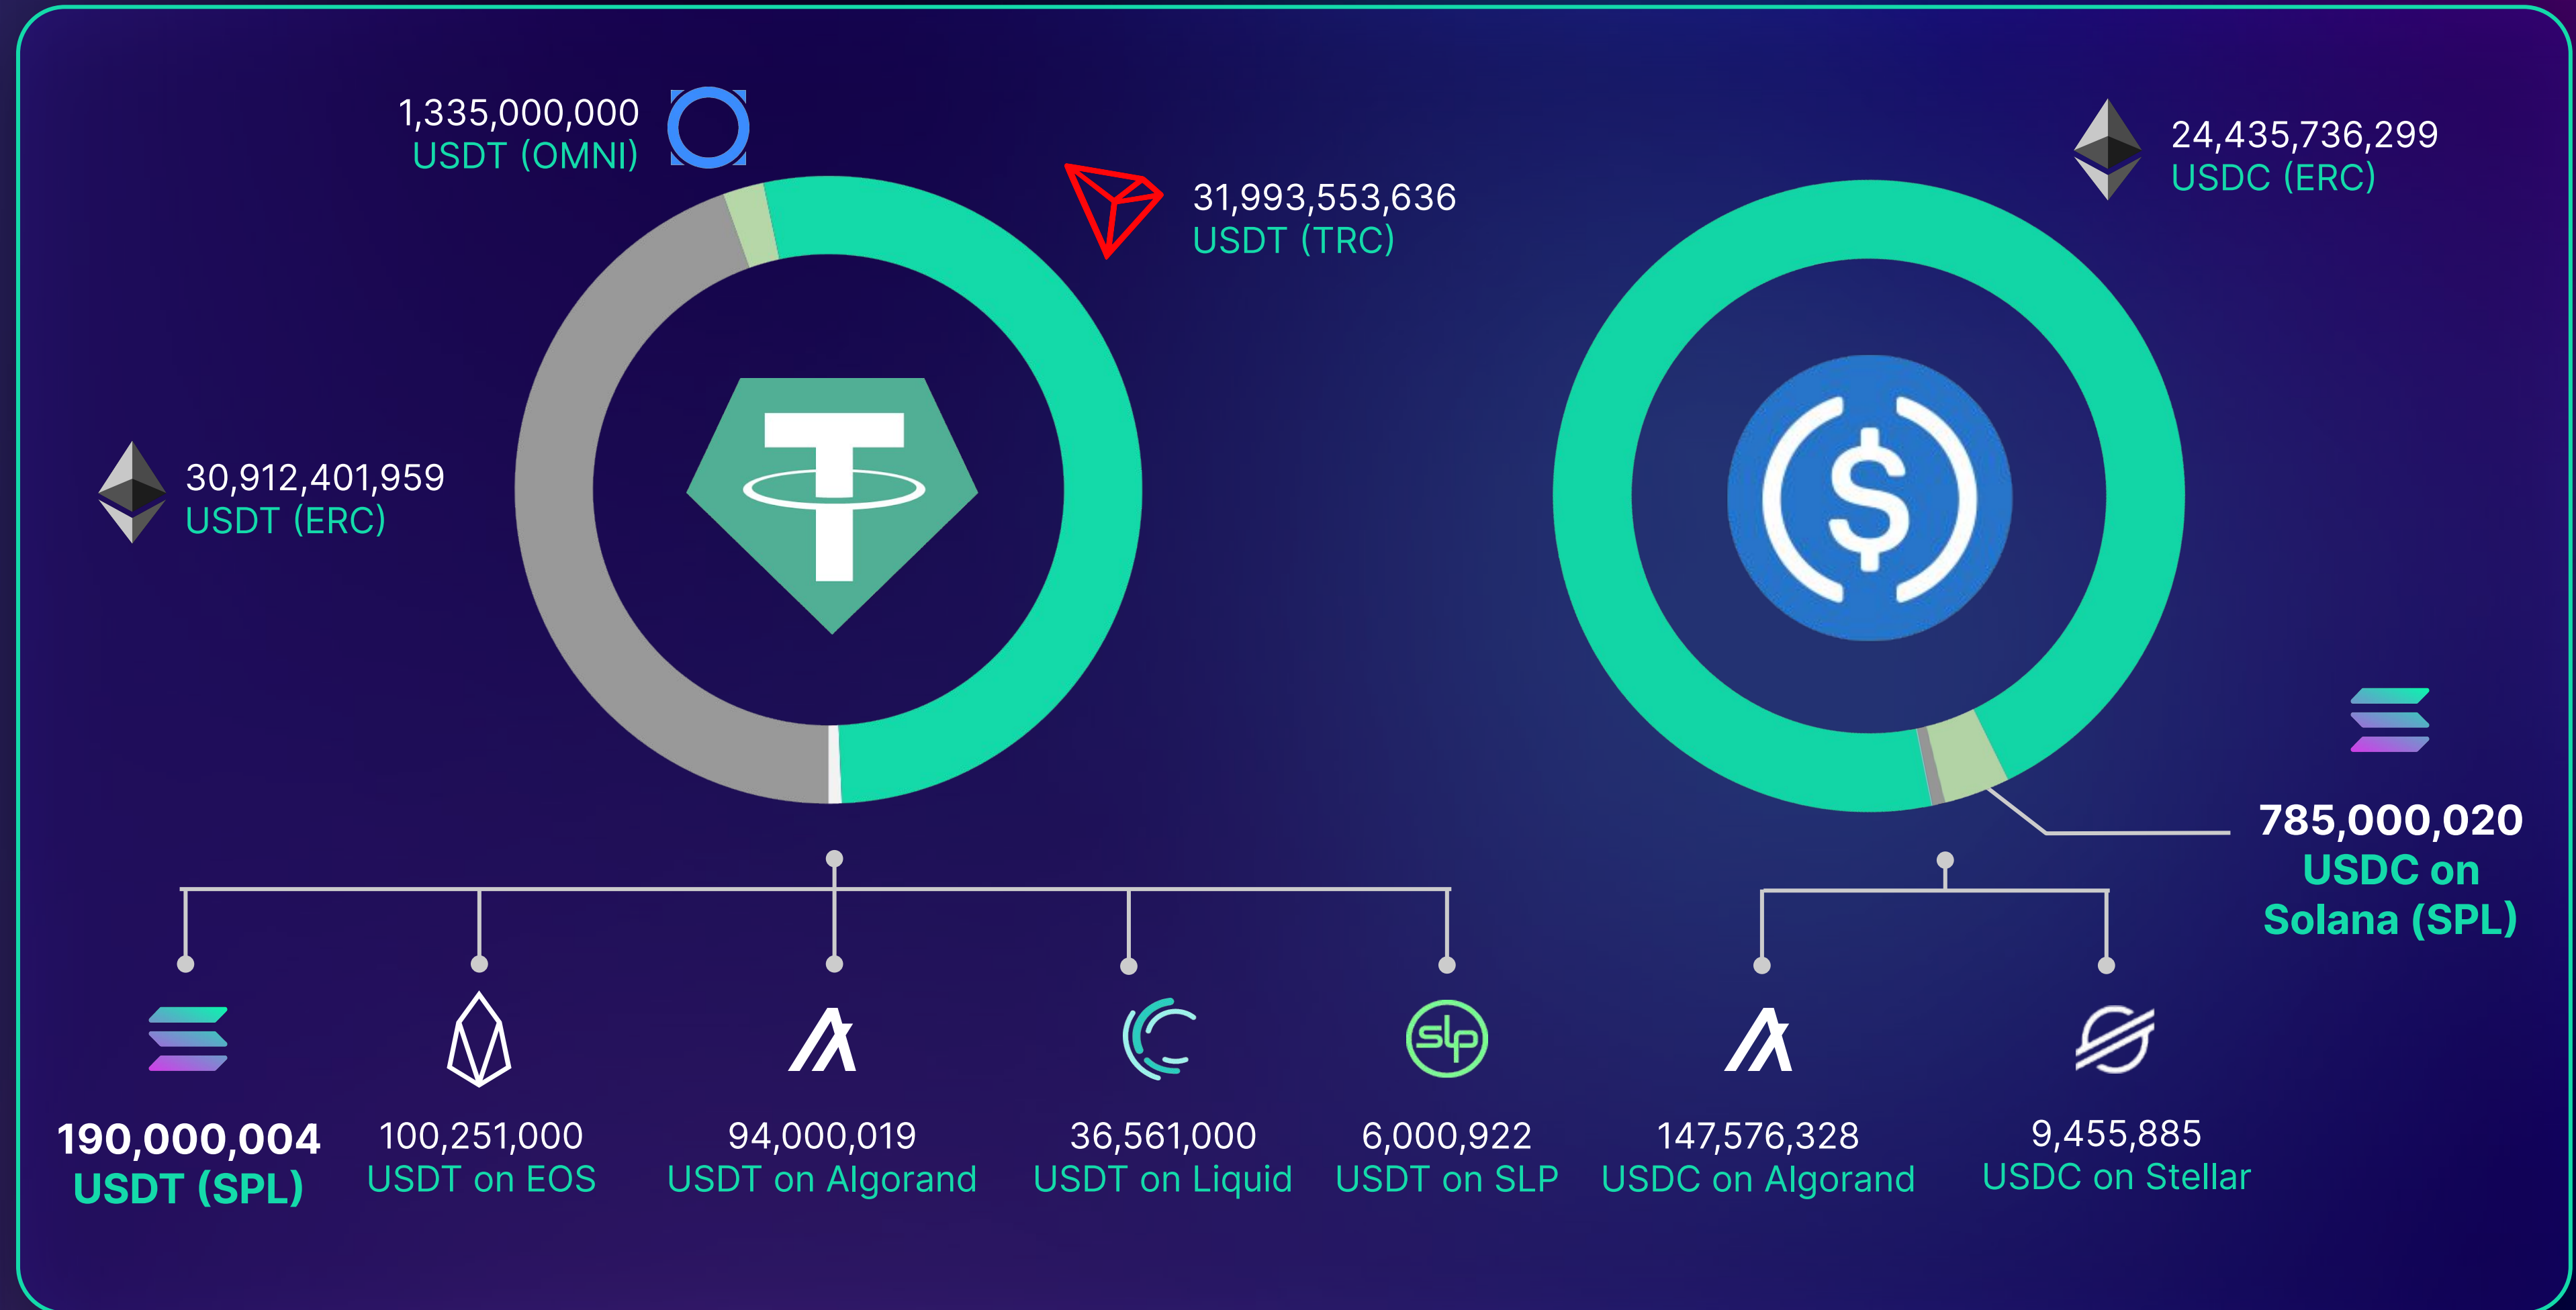 1,335,000,000
USDT (OMNI)
31,993,553,636
USDT (TRC)
24,435,736,299
USDC (ERC)
30,912,401,959
USDT (ERC)
785,000,020
USDC on
Solana (SPL)
slp
190,000,004
USDT (SPL)
100,251,000
USDT on EOS
94,000,019
USDT on Algorand
36,561,000
USDT on Liquid
6,000,922
USDT on SLP
147,576,328
USDC on Algorand
9,455,885
USDC on Stellar